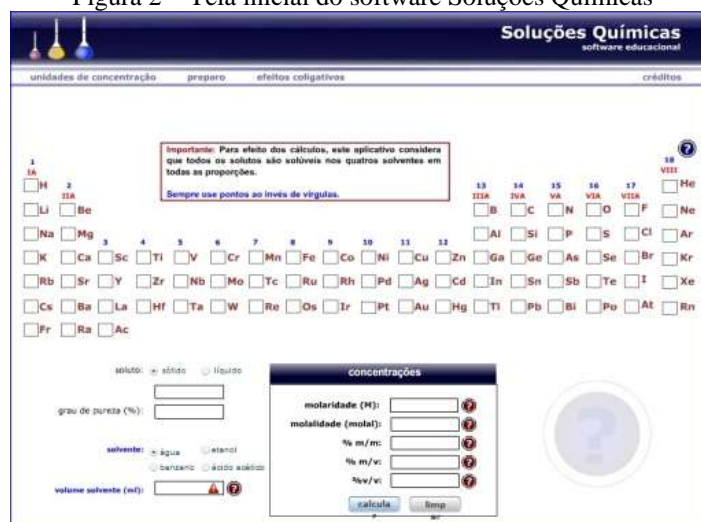 Figura 2 – Tela inicial do software Soluções Químicas
Soluções Químicas
software educacional
unidades de concentração preparo efeitos coligativos créditos
Importante: Para efeito dos cálculos, este aplicativo considera
que todos os solutos são solúveis nos quatros solventes em
todas as proporções.
Sempre use pontos ao invés de vírgulas.
1 18
IA VIII
H 2 13 14 15 16 17 He
IIA IIIA IVA VA VIA VIIA
Li Be B C N O F Ne
Na Mg Al Si P S Cl Ar
3 4 5 6 7 8 9 10 11 12
K Ca Sc Ti V Cr Mn Fe Co Ni Cu Zn Ga Ge As Se Br Kr
Rb Sr Y Zr Nb Mo Tc Ru Rh Pd Ag Cd In Sn Sb Te I Xe
Cs Ba La Hf Ta W Re Os Ir Pt Au Hg Tl Pb Bi Po At Rn
Fr Ra Ac
soluto: sólido líquido
grau de pureza (%):
solvente: água etanol
benzeno ácido acético
volume solvente (ml):
concentrações
molaridade (M):
molalidade (molal):
% m/m:
% m/v:
%v/v:
calcula limp
r ar